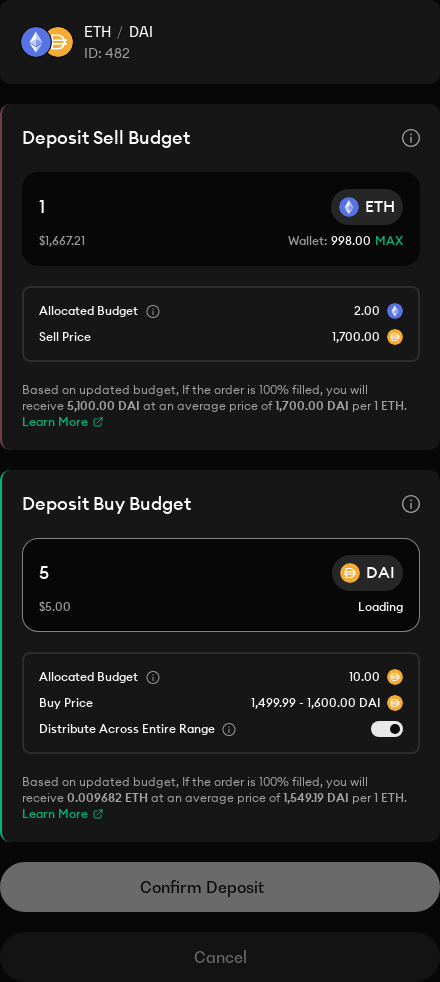 ETH / DAI
ID: 482
Deposit Sell Budget
1
ETH
$1,667.21
Wallet: 998.00 MAX
Allocated Budget
2.00
Sell Price
1,700.00
Based on updated budget, If the order is 100% filled, you will
receive 5,100.00 DAI at an average price of 1,700.00 DAI per 1 ETH.
Learn More
Deposit Buy Budget
5
DAI
$5.00
Loading
Allocated Budget
10.00
Buy Price
1,499.99 - 1,600.00 DAI
Distribute Across Entire Range
Based on updated budget, If the order is 100% filled, you will
receive 0.009682 ETH at an average price of 1,549.19 DAI per 1 ETH.
Learn More
Confirm Deposit
Cancel